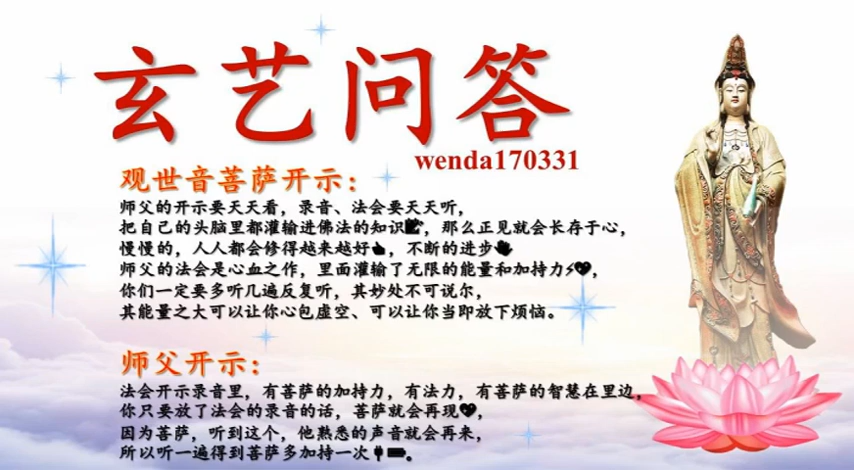 玄艺问答
wenda170331
观世音菩萨开示：
师父的开示要天天看，录音、法会要天天听，
把自己的头脑里都灌输进佛法的知识📝，那么正见就会长存于心，
慢慢的，人人都会修得越来越好👍，不断的进步👏
师父的法会是心血之作，里面灌输了无限的能量和加持力⚡💖，
你们一定要多听几遍反复听，其妙处不可说尔，
其能量之大可以让你心包虚空、可以让你当即放下烦恼。
师父开示：
法会开示录音里，有菩萨的加持力，有法力，有菩萨的智慧在里边，
你只要放了法会的录音的话，菩萨就会再现💖，
因为菩萨，听到这个，他熟悉的声音就会再来，
所以听一遍得到菩萨多加持一次🔌🔋。